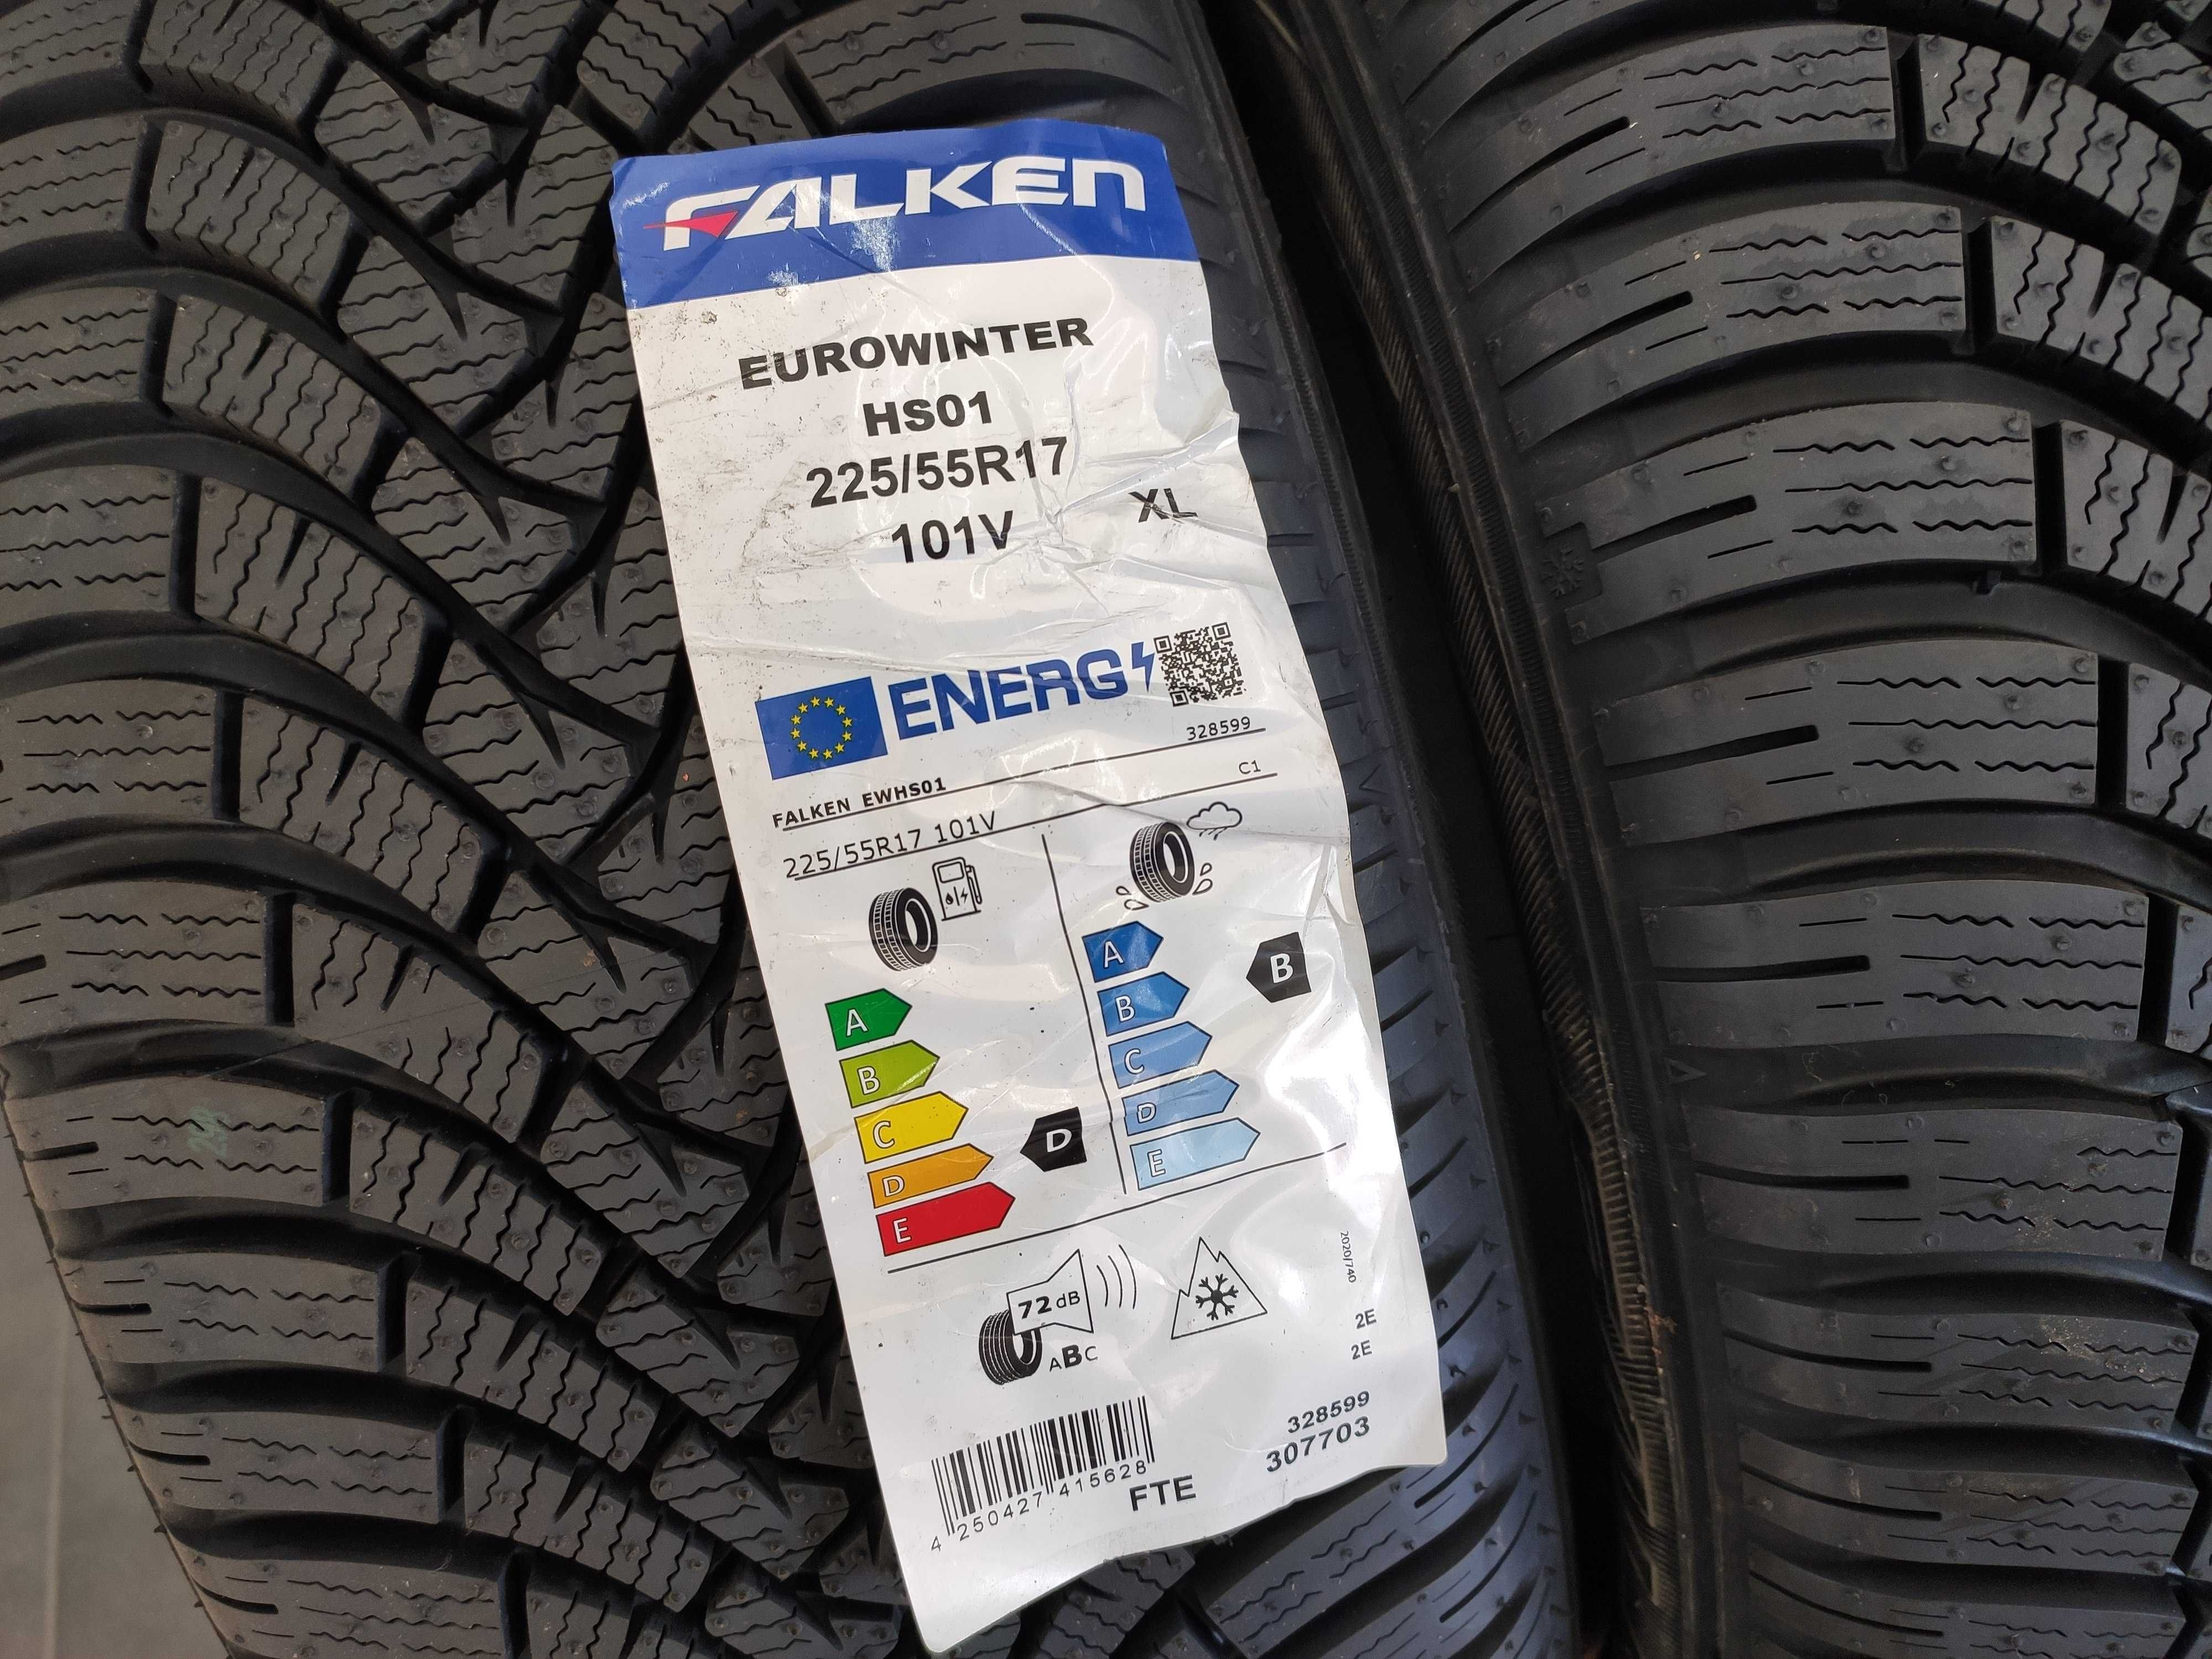 FALKEN
EUROWINTER
HS01
225/55R17
101V XL
ENERG
328599
FALKEN EWHS01 C1
225/55R17 101V
A
B
C
D
E
D
A
B
C
D
E
B
72 dB
ABC
2020/740
2E
2E
4 250427 415628
FTE
328599
307703